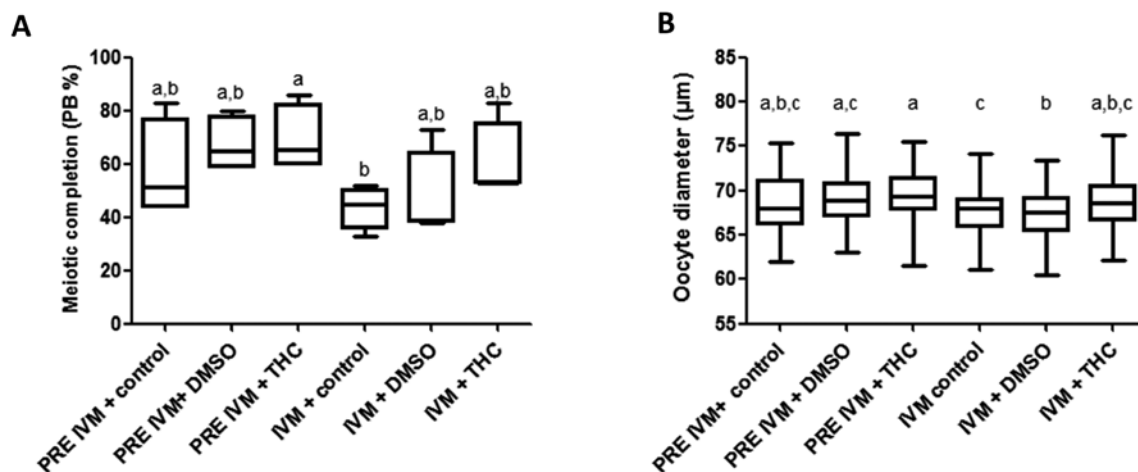 A
Meiotic completion (PB %)
100
80
60
40
20
0
a,b
a,b
a
b
a,b
a,b
PRE IVM + control
PRE IVM+ DMSO
PRE IVM + THC
IVM + control
IVM + DMSO
IVM + THC
B
Oocyte diameter (µm)
85
80
75
70
65
60
55
a,b,c
a,c
a
c
b
a,b,c
PRE IVM+ control
PRE IVM + DMSO
PRE IVM + THC
IVM control
IVM + DMSO
IVM + THC